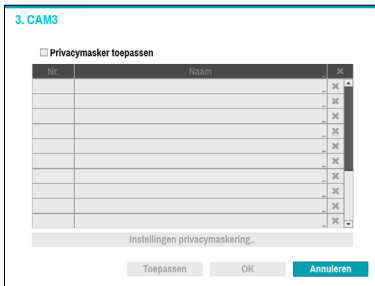 3. CAM3
Privacymasker toepassen
Nr. Naam
Instellingen privacymaskering..
Toepassen OK Annuleren